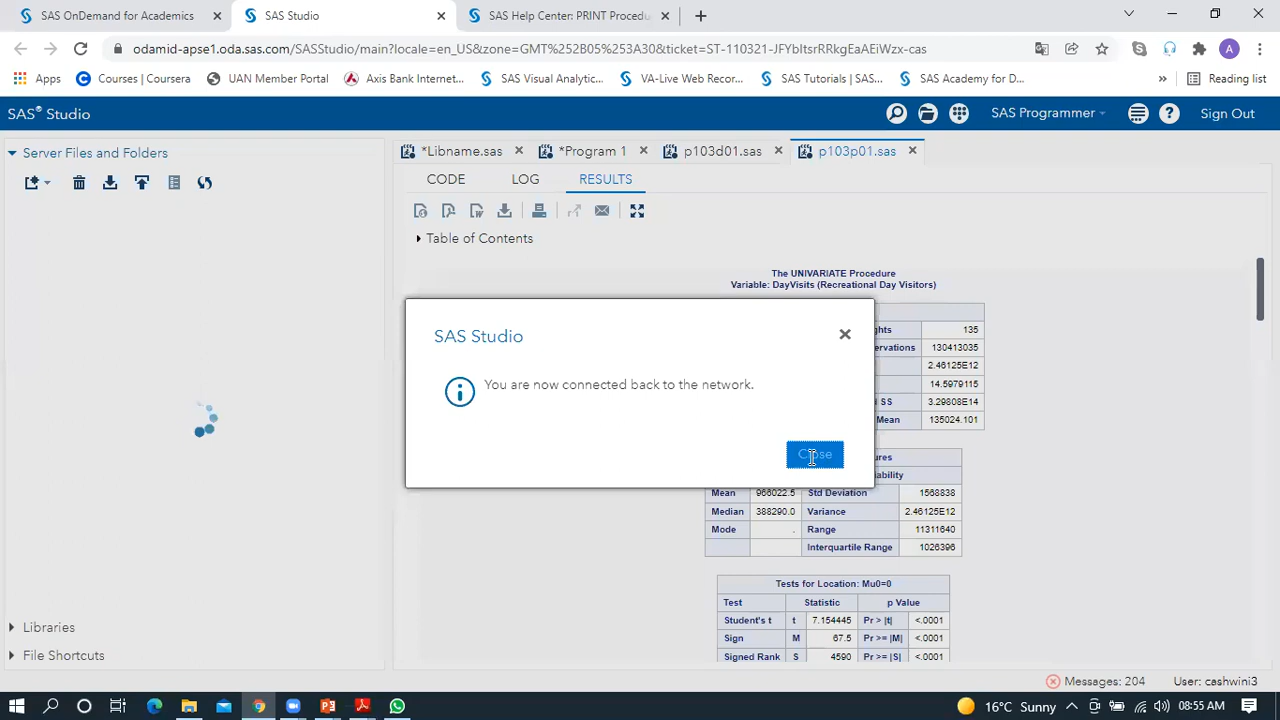 SAS OnDemand for Academics
SAS Studio
SAS Help Center: PRINT Procedu
odamid-apse1.oda.sas.com/SASStudio/main?locale=en_US&zone=GMT%252B05%253A30&ticket=ST-110321-JFYbItsrRRkgEaAEiWzx-cas
A
Apps
Courses | Coursera
UAN Member Portal
Axis Bank Internet...
SAS Visual Analytic...
VA-Live Web Recor...
SAS Tutorials | SAS...
SAS Academy for D...
»
Reading list
SAS® Studio
SAS Programmer
Sign Out
Server Files and Folders
*Libname.sas
*Program 1
p103d01.sas
p103p01.sas
CODE
LOG
RESULTS
Table of Contents
The UNIVARIATE Procedure
Variable: DayVisits (Recreational Day Visitors)
135
130413035
2.46125E12
14.5979115
SS 3.29808E14
Mean 135024.101
SAS Studio
You are now connected back to the network.
Close
Mean 966022.5 Std Deviation 1568838
Median 388290.0 Variance 2.46125E12
Mode . Range 11311640
Interquartile Range 1026396
Tests for Location: Mu0=0
Test Statistic p Value
Student's t t 7.154445 Pr > |t| <.0001
Sign M 67.5 Pr >= |M| <.0001
Signed Rank S 4590 Pr >= |S| <.0001
Libraries
File Shortcuts
Messages: 204
User: cashwini3
16°C Sunny
08:55 AM